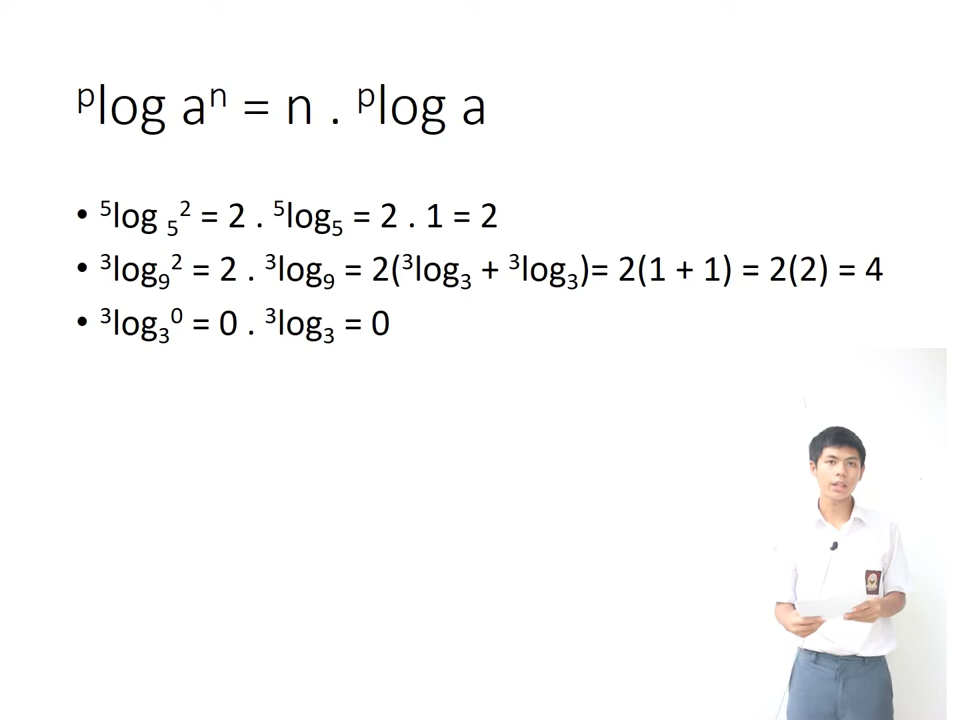 ᵖlog aⁿ = n . ᵖlog a
• ⁵log ₅² = 2 . ⁵log₅ = 2 . 1 = 2
• ³log₉² = 2 . ³log₉ = 2(³log₃ + ³log₃)= 2(1 + 1) = 2(2) = 4
• ³log₃⁰ = 0 . ³log₃ = 0